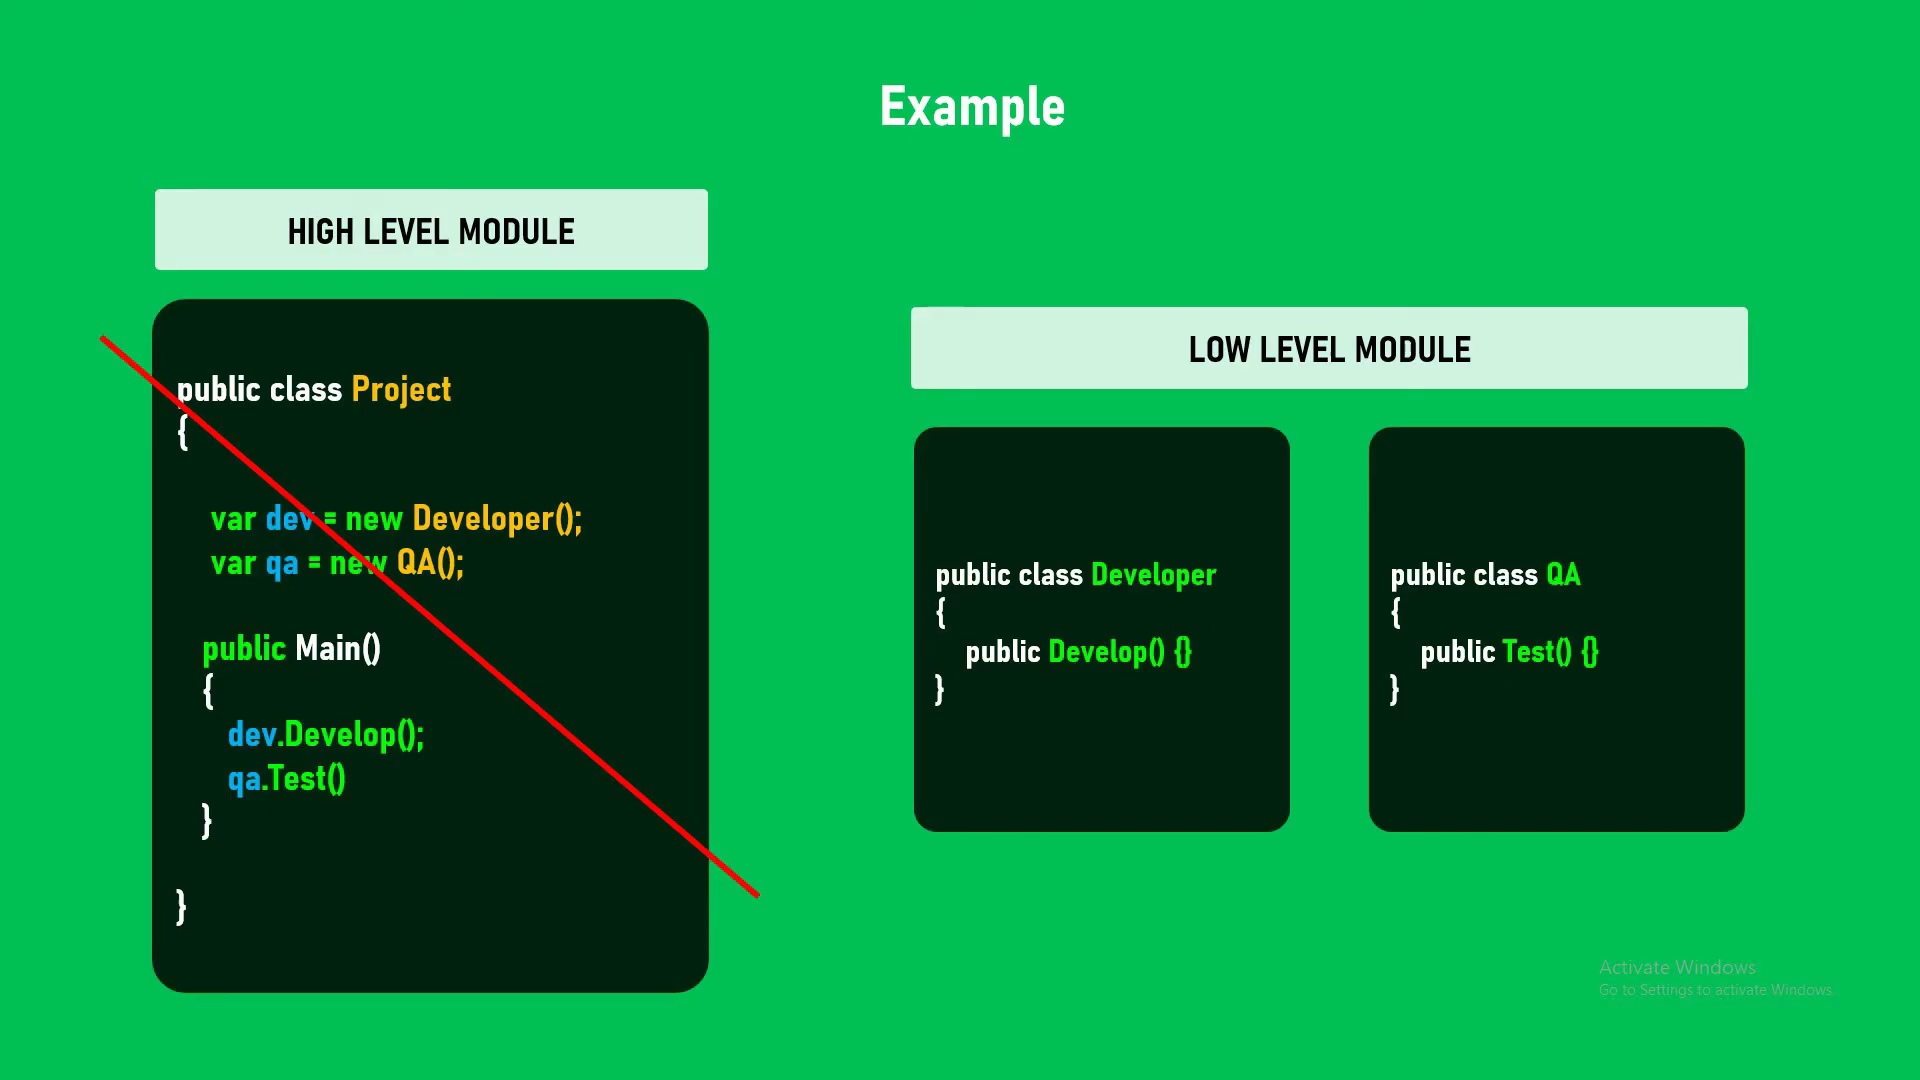 Example
HIGH LEVEL MODULE
public class Project
{
var dev = new Developer();
var qa = new QA();
public Main()
{
dev.Develop();
qa.Test()
}
}
LOW LEVEL MODULE
public class Developer
{
public Develop() {}
}
public class QA
{
public Test() {}
}
Activate Windows
Go to Settings to activate Windows.